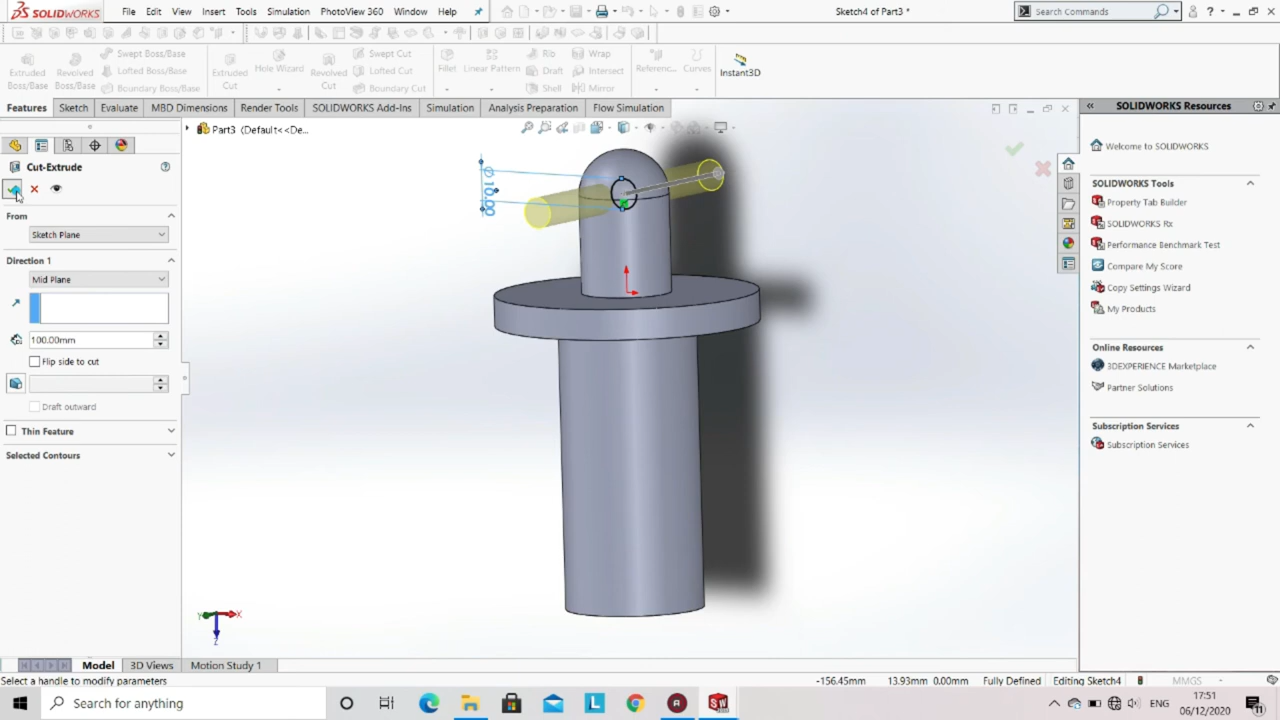 SOLIDWORKS
File Edit View Insert Tools Simulation PhotoView 360 Window Help
Sketch4 of Part3 *
Search Commands
Extruded Boss/Base
Revolved Boss/Base
Swept Boss/Base
Lofted Boss/Base
Boundary Boss/Base
Extruded Cut
Hole Wizard
Revolved Cut
Swept Cut
Lofted Cut
Boundary Cut
Fillet
Linear Pattern
Rib
Draft
Shell
Wrap
Intersect
Mirror
Referenc...
Curves
Instant3D
Features Sketch Evaluate MBD Dimensions Render Tools SOLIDWORKS Add-Ins Simulation Analysis Preparation Flow Simulation
SOLIDWORKS Resources
Part3 (Default<<De...
Cut-Extrude
From
Sketch Plane
Direction 1
Mid Plane
100.00mm
Flip side to cut
Draft outward
Thin Feature
Selected Contours
∅ 10.00
Y X
Z
Welcome to SOLIDWORKS
SOLIDWORKS Tools
Property Tab Builder
SOLIDWORKS Rx
Performance Benchmark Test
Compare My Score
Copy Settings Wizard
My Products
Online Resources
3DEXPERIENCE Marketplace
Partner Solutions
Subscription Services
Subscription Services
Model 3D Views Motion Study 1
Select a handle to modify parameters
-156.45mm 13.93mm 0.00mm Fully Defined Editing Sketch4 MMGS
Search for anything
ENG
17:51
06/12/2020
11